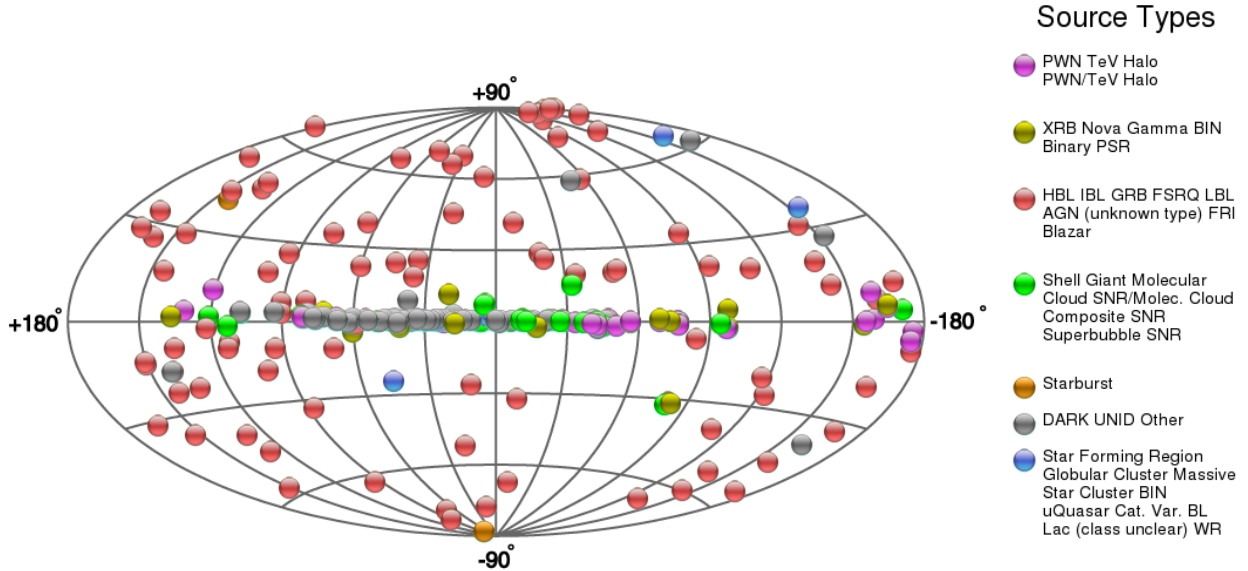 Source Types
PWN TeV Halo
PWN/TeV Halo
XRB Nova Gamma BIN
Binary PSR
HBL IBL GRB FSRQ LBL
AGN (unknown type) FRI
Blazar
Shell Giant Molecular
Cloud SNR/Molec. Cloud
Composite SNR
Superbubble SNR
Starburst
DARK UNID Other
Star Forming Region
Globular Cluster Massive
Star Cluster BIN
uQuasar Cat. Var. BL
Lac (class unclear) WR
+90°
+180°
-180 °
-90°